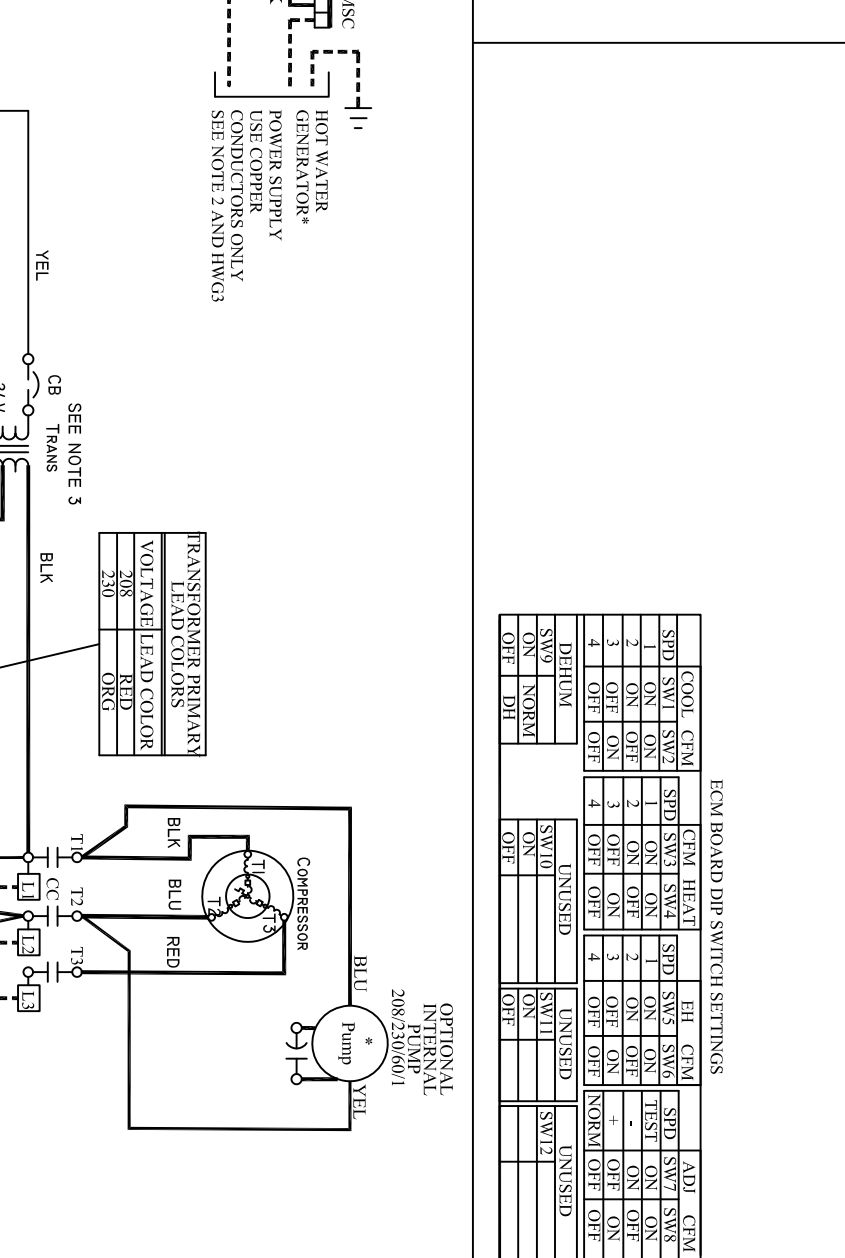 MSC
HOT WATER
GENERATOR*
POWER SUPPLY
USE COPPER
CONDUCTORS ONLY
SEE NOTE 2 AND HWG3
YEL
CB
SEE NOTE 3
TRANS
BLK
TRANSFORMER PRIMARY
LEAD COLORS
VOLTAGE LEAD COLOR
208 RED
230 ORG
T1
T2
T3
CC
L1
L2
L3
BLK
BLU
RED
T1
T2
T3
COMPRESSOR
BLU
YEL
*
Pump
OPTIONAL
INTERNAL
PUMP
208/230/60/1
ECM BOARD DIP SWITCH SETTINGS
COOL CFM
SPD SW1 SW2
1 ON ON
2 ON OFF
3 OFF ON
4 OFF OFF
CFM HEAT
SPD SW3 SW4
1 ON ON
2 ON OFF
3 OFF ON
4 OFF OFF
EH CFM
SPD SW5 SW6
1 ON ON
2 ON OFF
3 OFF ON
4 OFF OFF
ADJ CFM
SPD SW7 SW8
TEST ON ON
- ON OFF
+ OFF ON
NORM OFF OFF
DEHUM
SW9
ON NORM
OFF DH
UNUSED
SW10
ON
OFF
UNUSED
SW11
ON
OFF
UNUSED
SW12